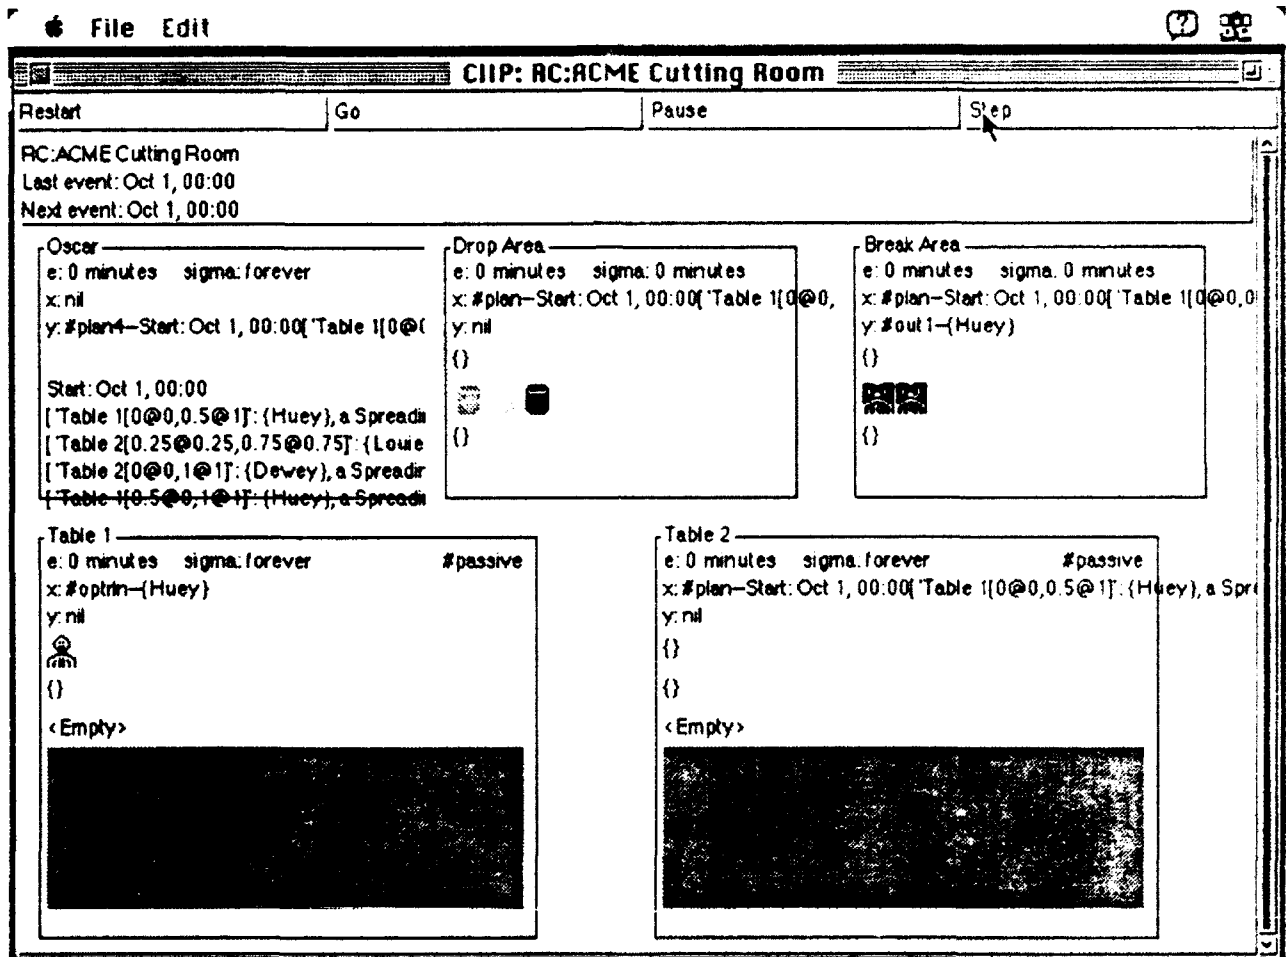 File Edit
CIIP: RC:ACME Cutting Room
Restart Go Pause Step
RC:ACME Cutting Room
Last event: Oct 1, 00:00
Next event: Oct 1, 00:00
Oscar
e: 0 minutes sigma: forever
x: nil
y: #plan4-Start: Oct 1, 00:00[ 'Table 1[0@(
Start: Oct 1, 00:00
[ 'Table 1[0@0,0.5@1]': {Huey}, a Spreadin
[ 'Table 2[0.25@0.25,0.75@0.75]': {Louie
[ 'Table 2[0@0,1@1]': {Dewey}, a Spreadin
[ 'Table 1[0.5@0,1@1]': {Huey}, a Spreadin
Drop Area
e: 0 minutes sigma: 0 minutes
x: #plan-Start: Oct 1, 00:00[ 'Table 1[0@0,
y: nil
{}
{}
Break Area
e: 0 minutes sigma. 0 minutes
x: #plan-Start: Oct 1, 00:00[ 'Table 1[0@0,0
y: #out1-{Huey}
{}
{}
Table 1
e: 0 minutes sigma: forever #passive
x: #optrIn-{Huey}
y: nil
{}
<Empty>
Table 2
e: 0 minutes sigma: forever #passive
x: #plan-Start: Oct 1, 00:00[ 'Table 1[0@0,0.5@1]': {Huey}, a Spre
y: nil
{}
{}
<Empty>